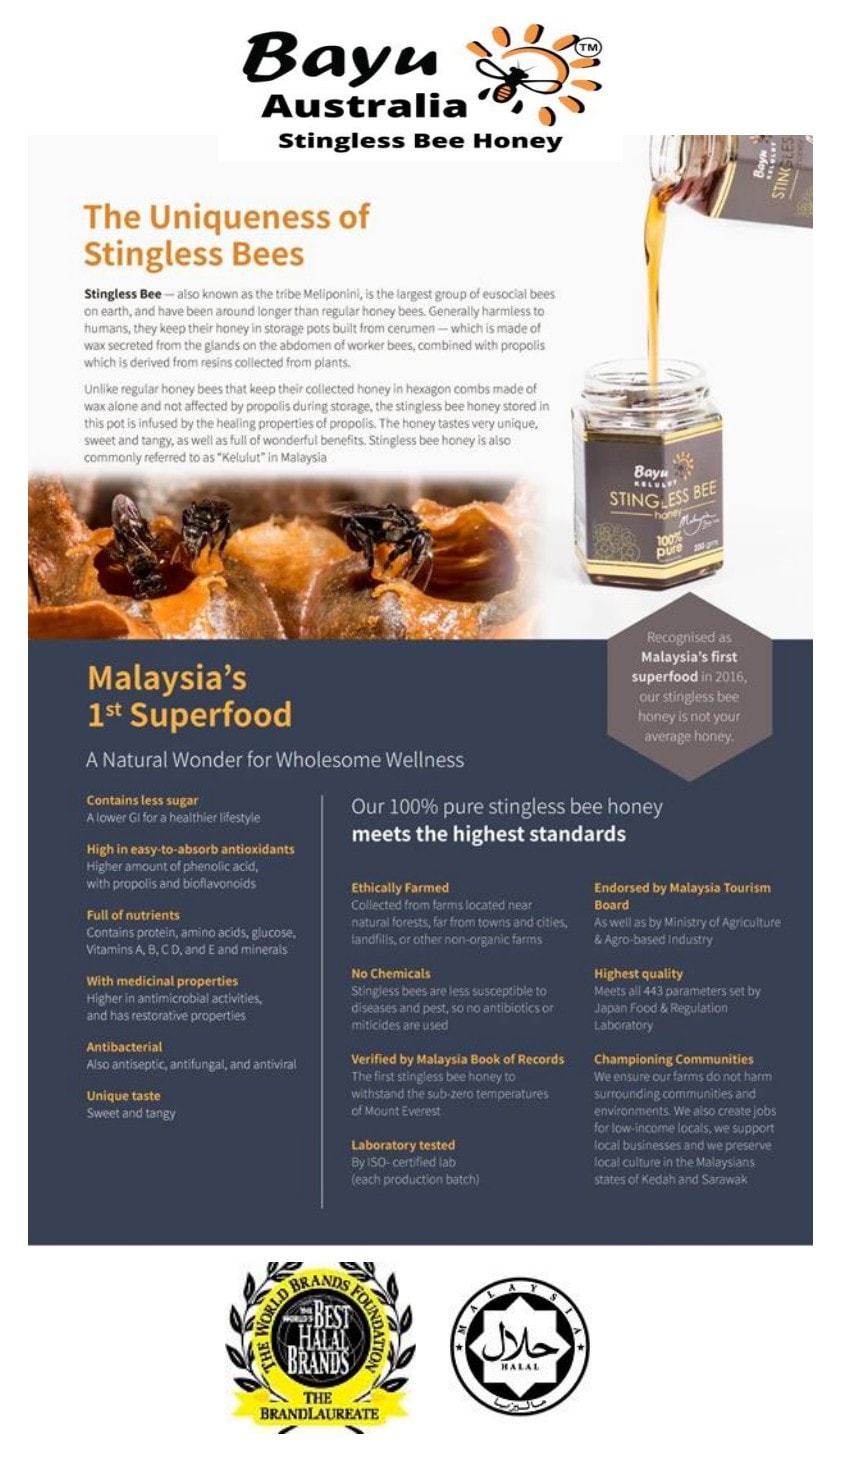 Bayu
TM
Australia
Stingless Bee Honey
The Uniqueness of
Stingless Bees
Stingless Bee — also known as the tribe Meliponini, is the largest group of eusocial bees
on earth, and have been around longer than regular honey bees. Generally harmless to
humans, they keep their honey in storage pots built from cerumen — which is made of
wax secreted from the glands on the abdomen of worker bees, combined with propolis
which is derived from resins collected from plants.
Unlike regular honey bees that keep their collected honey in hexagon combs made of
wax alone and not affected by propolis during storage, the stingless bee honey stored in
this pot is infused by the healing properties of propolis. The honey tastes very unique,
sweet and tangy, as well as full of wonderful benefits. Stingless bee honey is also
commonly referred to as "Kelulut" in Malaysia
Bayu
KELULUT
STINGLES
Bayu
KELULUT
STINGLESS BEE
honey
Malaysia
100%
pure
200 gms
Recognised as
Malaysia's first
superfood in 2016,
our stingless bee
honey is not your
average honey.
Malaysia's
1st Superfood
A Natural Wonder for Wholesome Wellness
Contains less sugar
A lower GI for a healthier lifestyle
High in easy-to-absorb antioxidants
Higher amount of phenolic acid,
with propolis and bioflavonoids
Full of nutrients
Contains protein, amino acids, glucose,
Vitamins A, B, C D, and E and minerals
With medicinal properties
Higher in antimicrobial activities,
and has restorative properties
Antibacterial
Also antiseptic, antifungal, and antiviral
Unique taste
Sweet and tangy
Our 100% pure stingless bee honey
meets the highest standards
Ethically Farmed
Collected from farms located near
natural forests, far from towns and cities,
landfills, or other non-organic farms
No Chemicals
Stingless bees are less susceptible to
diseases and pest, so no antibiotics or
miticides are used
Verified by Malaysia Book of Records
The first stingless bee honey to
withstand the sub-zero temperatures
of Mount Everest
Laboratory tested
By ISO- certified lab
(each production batch)
Endorsed by Malaysia Tourism
Board
As well as by Ministry of Agriculture
& Agro-based Industry
Highest quality
Meets all 443 parameters set by
Japan Food & Regulation
Laboratory
Championing Communities
We ensure our farms do not harm
surrounding communities and
environments. We also create jobs
for low-income locals, we support
local businesses and we preserve
local culture in the Malaysians
states of Kedah and Sarawak
THE WORLD BRANDS FOUNDATION
THE WORLD'S BEST
HALAL
BRANDS
THE
BRANDLAUREATE
MALAYSIA
حلال
HALAL
ماليزيا